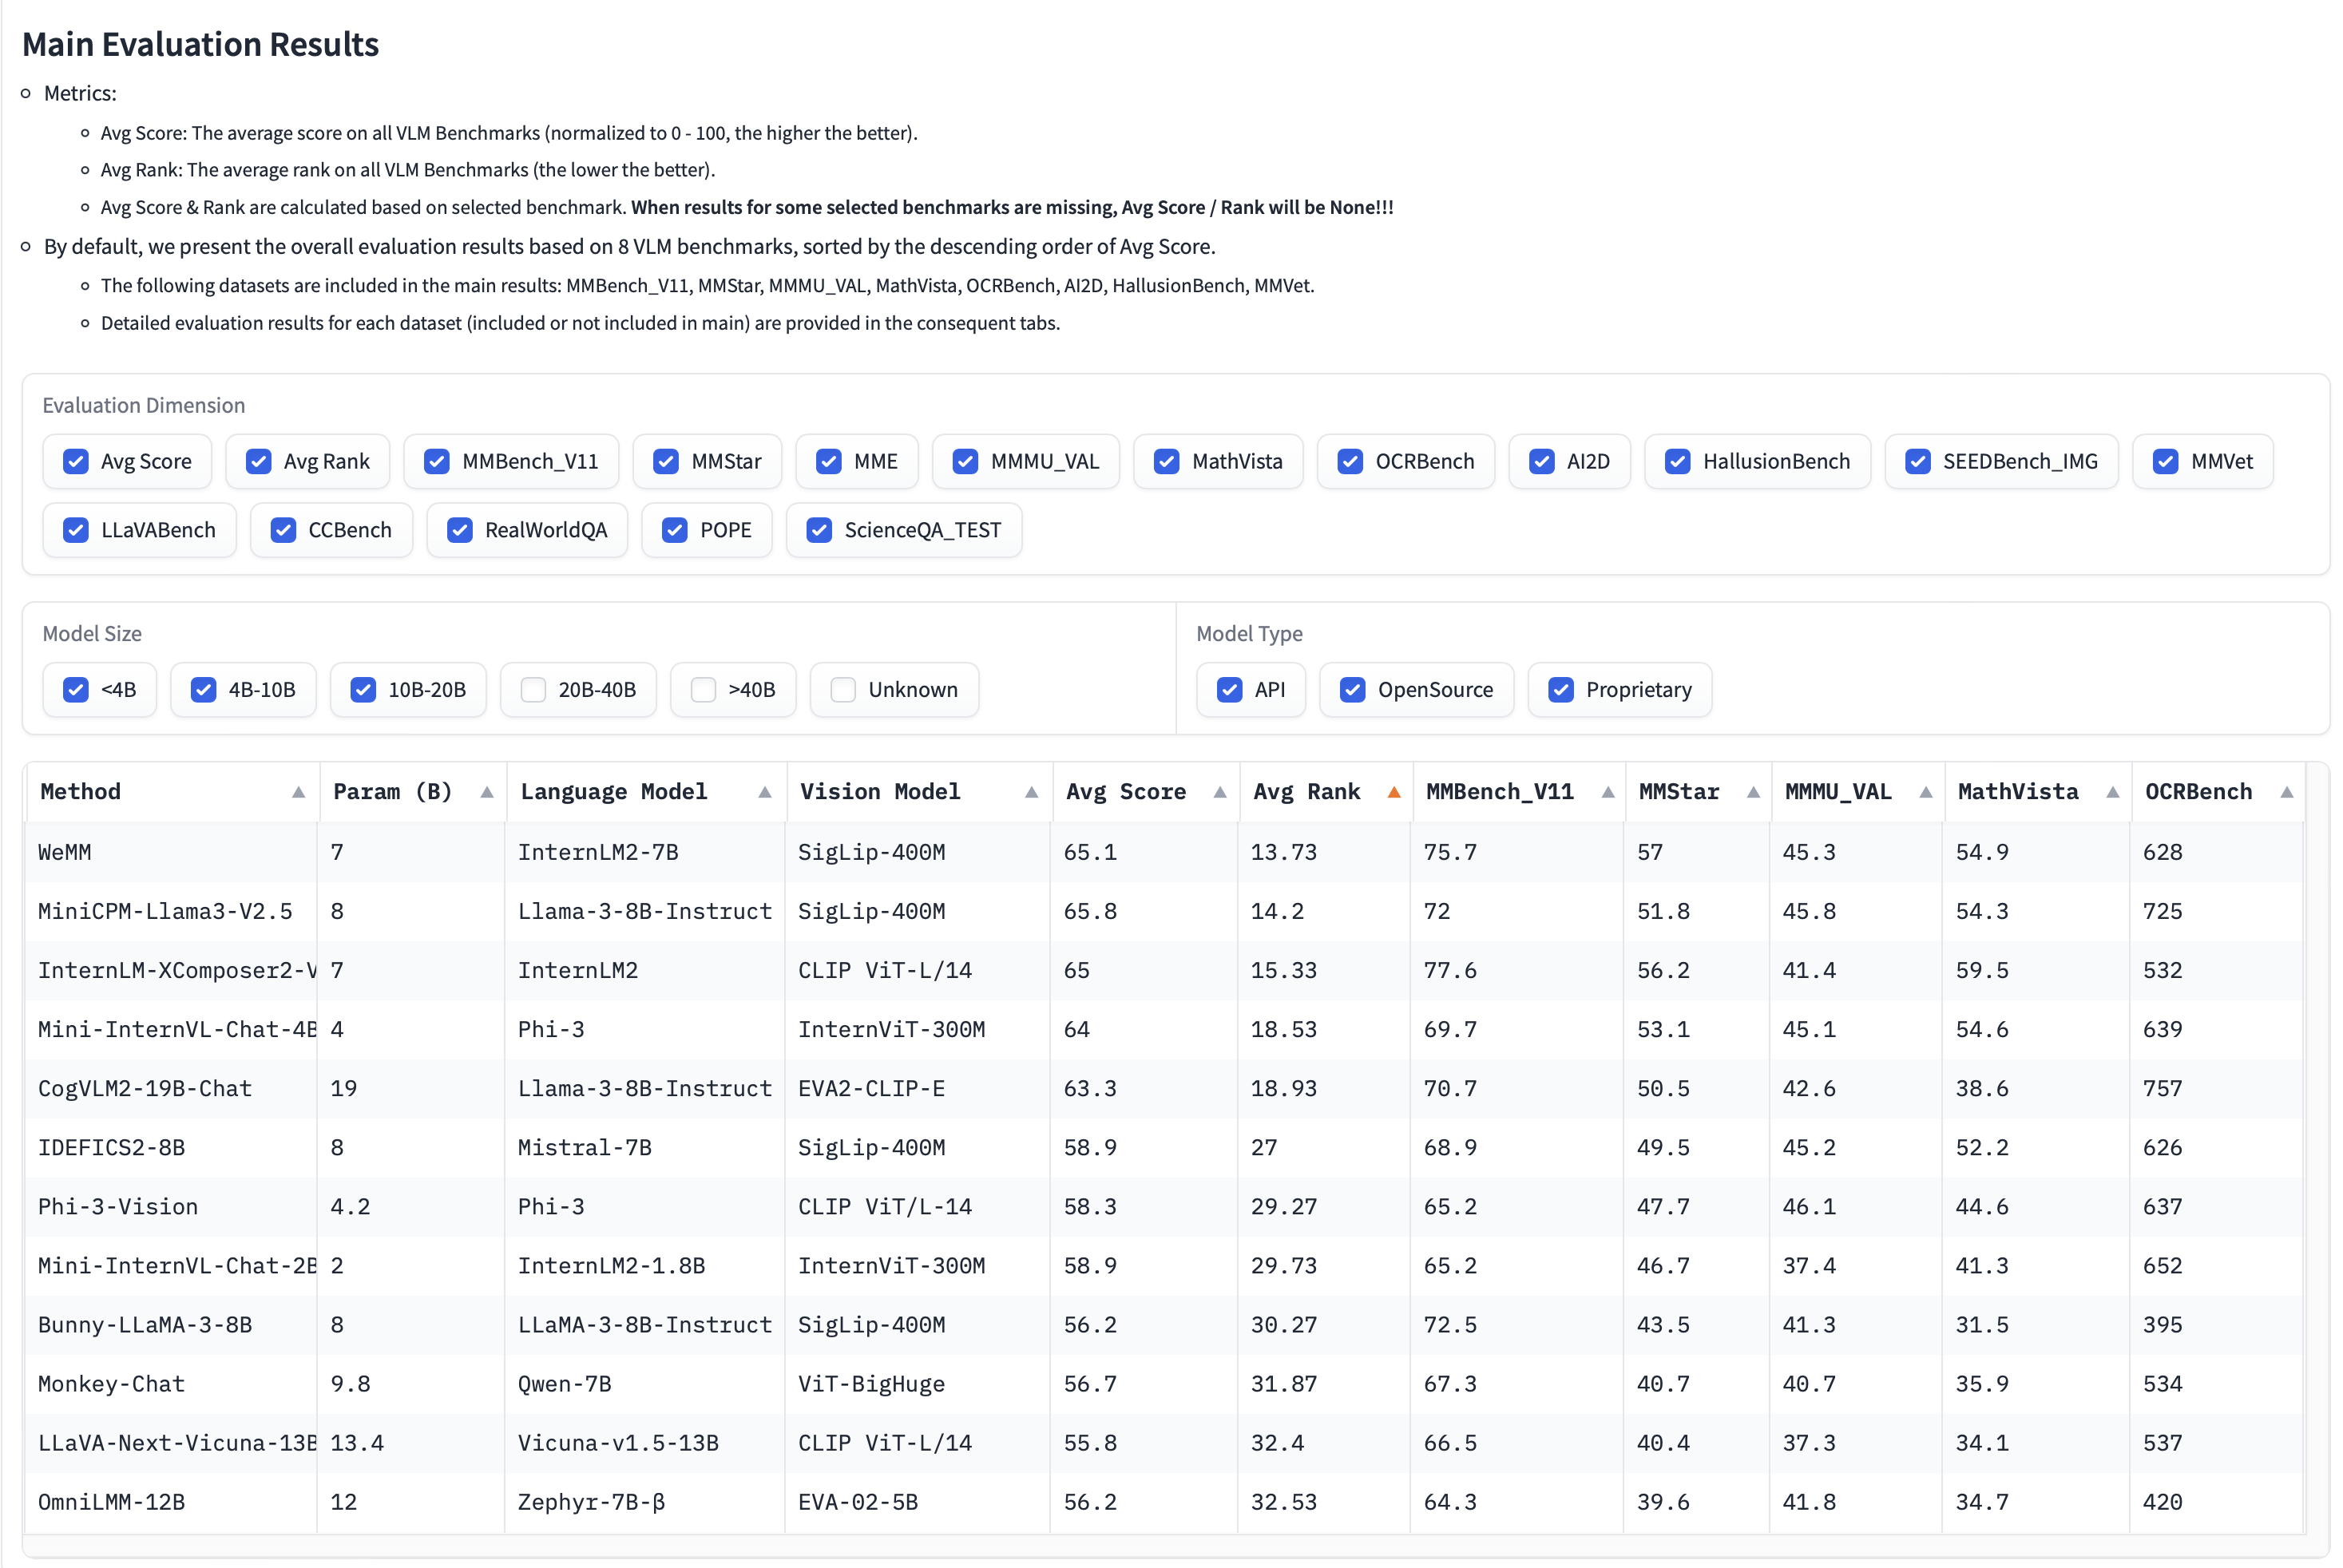 Main Evaluation Results
Metrics:
Avg Score: The average score on all VLM Benchmarks (normalized to 0 - 100, the higher the better).
Avg Rank: The average rank on all VLM Benchmarks (the lower the better).
Avg Score & Rank are calculated based on selected benchmark. When results for some selected benchmarks are missing, Avg Score / Rank will be None!!!
By default, we present the overall evaluation results based on 8 VLM benchmarks, sorted by the descending order of Avg Score.
The following datasets are included in the main results: MMBench_V11, MMStar, MMMU_VAL, MathVista, OCRBench, AI2D, HallusionBench, MMVet.
Detailed evaluation results for each dataset (included or not included in main) are provided in the consequent tabs.
Evaluation Dimension
Avg Score Avg Rank MMBench_V11 MMStar MME MMMU_VAL MathVista OCRBench AI2D HallusionBench SEEDBench_IMG MMVet
LLaVABench CCBench RealWorldQA POPE ScienceQA_TEST
Model Size
<4B 4B-10B 10B-20B 20B-40B >40B Unknown
Model Type
API OpenSource Proprietary
Method Param (B) Language Model Vision Model Avg Score Avg Rank MMBench_V11 MMStar MMMU_VAL MathVista OCRBench
WeMM 7 InternLM2-7B SigLip-400M 65.1 13.73 75.7 57 45.3 54.9 628
MiniCPM-Llama3-V2.5 8 Llama-3-8B-Instruct SigLip-400M 65.8 14.2 72 51.8 45.8 54.3 725
InternLM-XComposer2-V 7 InternLM2 CLIP ViT-L/14 65 15.33 77.6 56.2 41.4 59.5 532
Mini-InternVL-Chat-4B 4 Phi-3 InternViT-300M 64 18.53 69.7 53.1 45.1 54.6 639
CogVLM2-19B-Chat 19 Llama-3-8B-Instruct EVA2-CLIP-E 63.3 18.93 70.7 50.5 42.6 38.6 757
IDEFICS2-8B 8 Mistral-7B SigLip-400M 58.9 27 68.9 49.5 45.2 52.2 626
Phi-3-Vision 4.2 Phi-3 CLIP ViT/L-14 58.3 29.27 65.2 47.7 46.1 44.6 637
Mini-InternVL-Chat-2B 2 InternLM2-1.8B InternViT-300M 58.9 29.73 65.2 46.7 37.4 41.3 652
Bunny-LLaMA-3-8B 8 LLaMA-3-8B-Instruct SigLip-400M 56.2 30.27 72.5 43.5 41.3 31.5 395
Monkey-Chat 9.8 Qwen-7B ViT-BigHuge 56.7 31.87 67.3 40.7 40.7 35.9 534
LLaVA-Next-Vicuna-13B 13.4 Vicuna-v1.5-13B CLIP ViT-L/14 55.8 32.4 66.5 40.4 37.3 34.1 537
OmniLMM-12B 12 Zephyr-7B-β EVA-02-5B 56.2 32.53 64.3 39.6 41.8 34.7 420